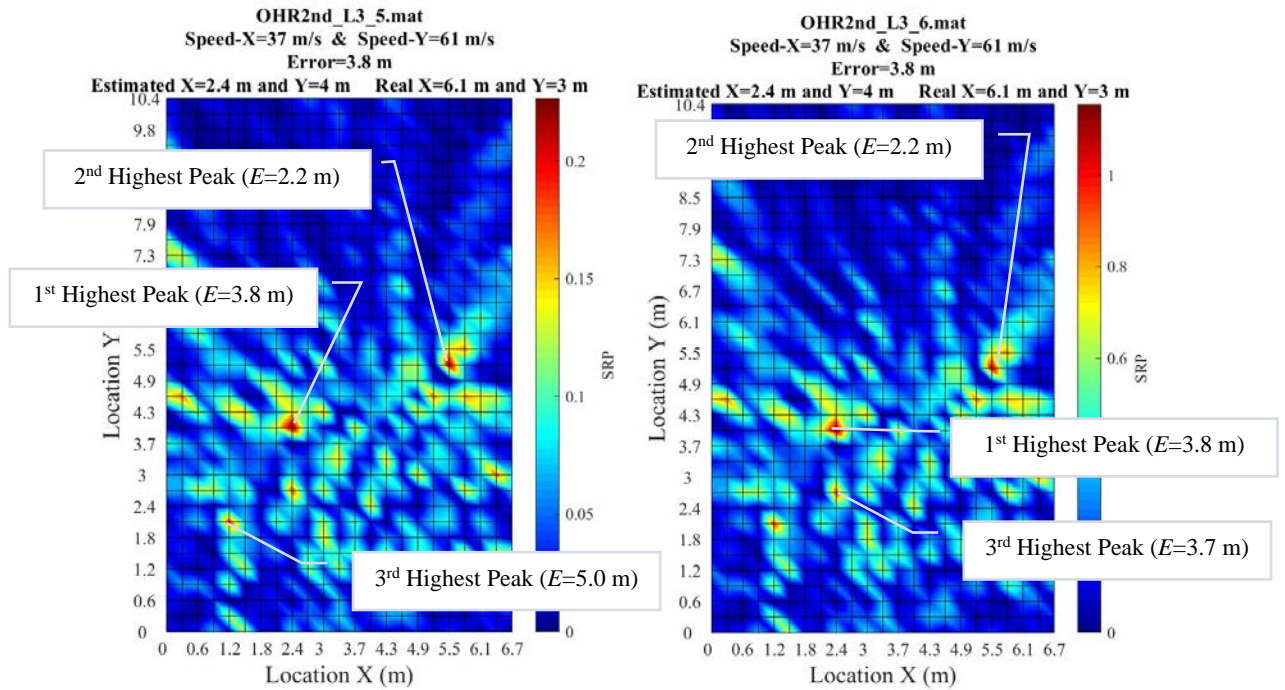 OHR2nd_L3_5.mat
Speed-X=37 m/s & Speed-Y=61 m/s
Error=3.8 m
Estimated X=2.4 m and Y=4 m Real X=6.1 m and Y=3 m
10.4
9.8
2nd Highest Peak (E=2.2 m)
7.9
7.3
1st Highest Peak (E=3.8 m)
5.5
4.9
4.3
3.7
3
2.4
1.8
1.2
0.6
0
Location Y
3rd Highest Peak (E=5.0 m)
0 0.6 1.2 1.8 2.4 3 3.7 4.3 4.9 5.5 6.1 6.7
Location X (m)
0.2
0.15
0.1
0.05
0
SRP
OHR2nd_L3_6.mat
Speed-X=37 m/s & Speed-Y=61 m/s
Error=3.8 m
Estimated X=2.4 m and Y=4 m Real X=6.1 m and Y=3 m
10.4
2nd Highest Peak (E=2.2 m)
8.5
7.9
7.3
6.7
6.1
5.5
4.9
4.3
3.7
3
2.4
1.8
1.2
0.6
0
Location Y (m)
1st Highest Peak (E=3.8 m)
3rd Highest Peak (E=3.7 m)
0 0.6 1.2 1.8 2.4 3 3.7 4.3 4.9 5.5 6.1 6.7
Location X (m)
1
0.8
0.6
0
SRP